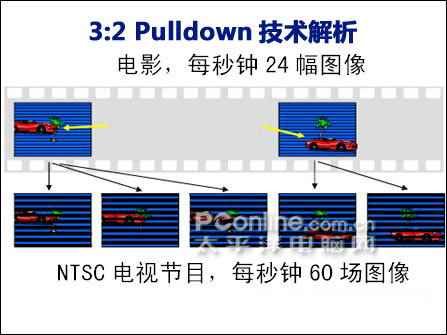 3:2 Pulldown 技术解析
电影，每秒钟 24 幅图像
PConline.com.cn
太平洋电脑网
NTSC 电视节目，每秒钟 60 场图像